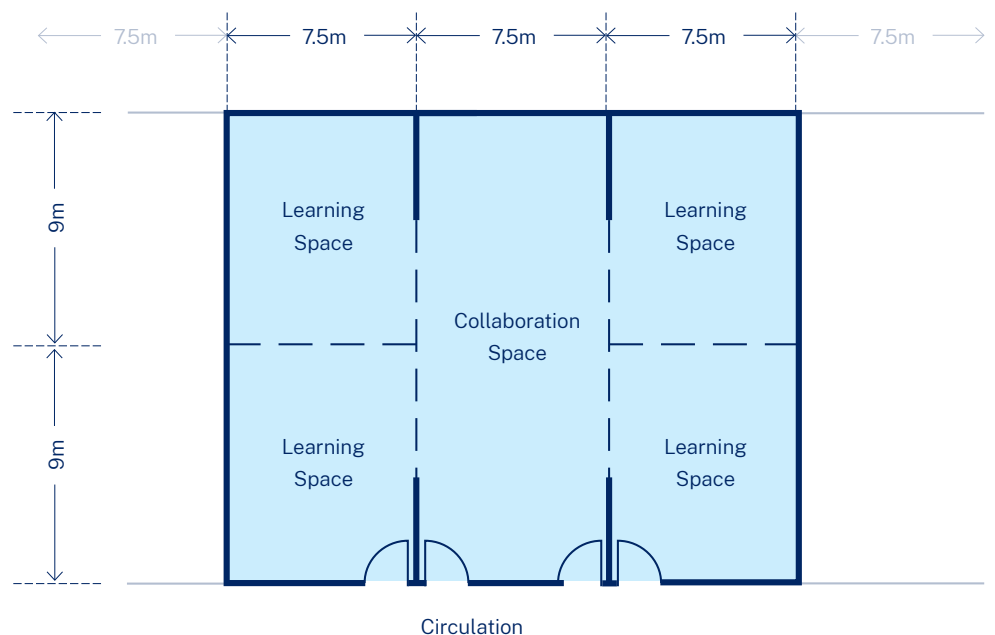 7.5m 7.5m 7.5m 7.5m 7.5m
9m
Learning Learning
Space Space
Collaboration
Space
9m
Learning Learning
Space Space
Circulation